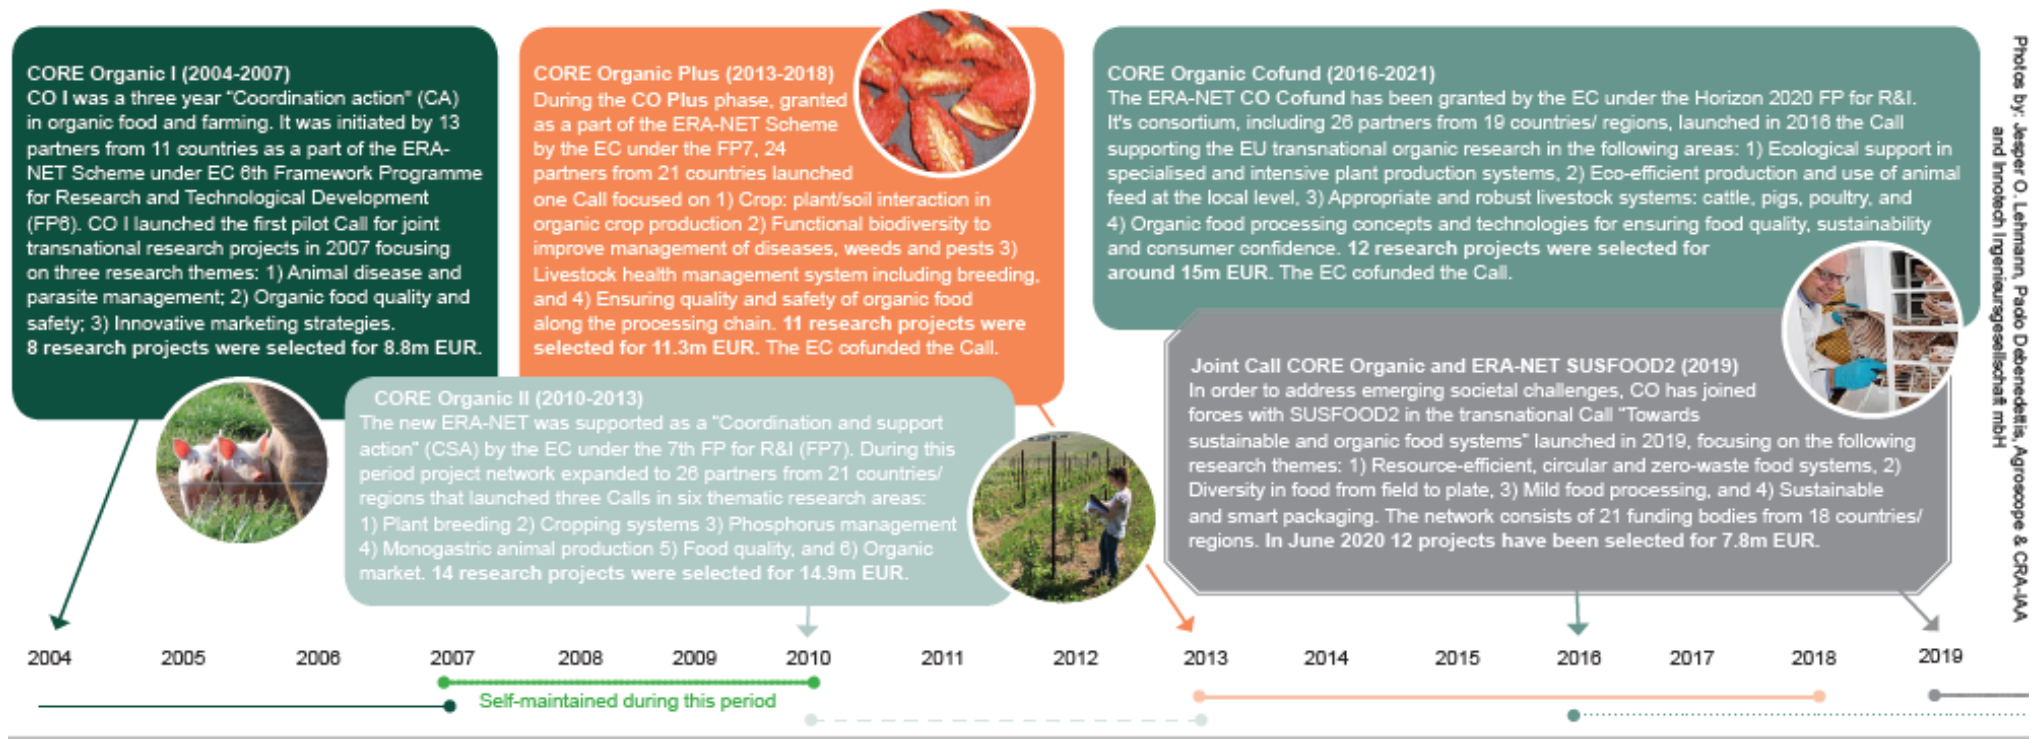 CORE Organic I (2004-2007)
CO I was a three year "Coordination action" (CA)
in organic food and farming. It was initiated by 13
partners from 11 countries as a part of the ERA-
NET Scheme under EC 6th Framework Programme
for Research and Technological Development
(FP6). CO I launched the first pilot Call for joint
transnational research projects in 2007 focusing
on three research themes: 1) Animal disease and
parasite management; 2) Organic food quality and
safety; 3) Innovative marketing strategies.
8 research projects were selected for 8.8m EUR.
CORE Organic Plus (2013-2018)
During the CO Plus phase, granted
as a part of the ERA-NET Scheme
by the EC under the FP7, 24
partners from 21 countries launched
one Call focused on 1) Crop: plant/soil interaction in
organic crop production 2) Functional biodiversity to
improve management of diseases, weeds and pests 3)
Livestock health management system including breeding,
and 4) Ensuring quality and safety of organic food
along the processing chain. 11 research projects were
selected for 11.3m EUR. The EC cofunded the Call.
CORE Organic Cofund (2016-2021)
The ERA-NET CO Cofund has been granted by the EC under the Horizon 2020 FP for R&I.
It's consortium, including 26 partners from 19 countries/ regions, launched in 2016 the Call
supporting the EU transnational organic research in the following areas: 1) Ecological support in
specialised and intensive plant production systems, 2) Eco-efficient production and use of animal
feed at the local level, 3) Appropriate and robust livestock systems: cattle, pigs, poultry, and
4) Organic food processing concepts and technologies for ensuring food quality, sustainability
and consumer confidence. 12 research projects were selected for
around 15m EUR. The EC cofunded the Call.
CORE Organic II (2010-2013)
The new ERA-NET was supported as a "Coordination and support
action" (CSA) by the EC under the 7th FP for R&I (FP7). During this
period project network expanded to 26 partners from 21 countries/
regions that launched three Calls in six thematic research areas:
1) Plant breeding 2) Cropping systems 3) Phosphorus management
4) Monogastric animal production 5) Food quality, and 6) Organic
market. 14 research projects were selected for 14.9m EUR.
Joint Call CORE Organic and ERA-NET SUSFOOD2 (2019)
In order to address emerging societal challenges, CO has joined
forces with SUSFOOD2 in the transnational Call "Towards
sustainable and organic food systems" launched in 2019, focusing on the following
research themes: 1) Resource-efficient, circular and zero-waste food systems, 2)
Diversity in food from field to plate, 3) Mild food processing, and 4) Sustainable
and smart packaging. The network consists of 21 funding bodies from 18 countries/
regions. In June 2020 12 projects have been selected for 7.8m EUR.
Photos by: Jesper O. Lehmann, Paolo Debenedettis, Agroscope & CRA-IAA
and Innotech Ingenieursgesellschaft mbH
2004 2005 2006 2007 2008 2009 2010 2011 2012 2013 2014 2015 2016 2017 2018 2019
Self-maintained during this period